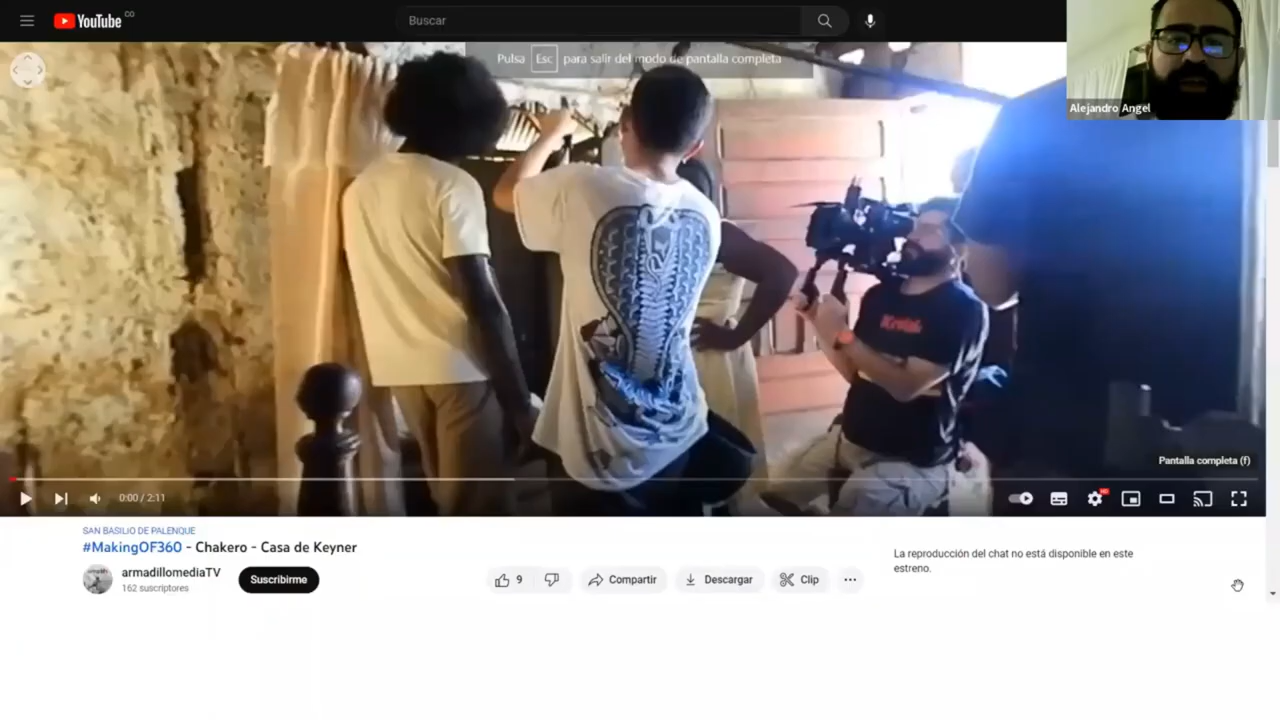 YouTube CO
Buscar
Pulsa Esc para salir del modo de pantalla completa
Alejandro Angel
Pantalla completa (f)
0:00 / 2:11
SAN BASILIO DE PALENQUE
#MakingOF360 - Chakero - Casa de Keyner
armadillomediaTV
162 suscriptores
Suscribirme
9
Compartir
Descargar
Clip
La reproducción del chat no está disponible en este
estreno.